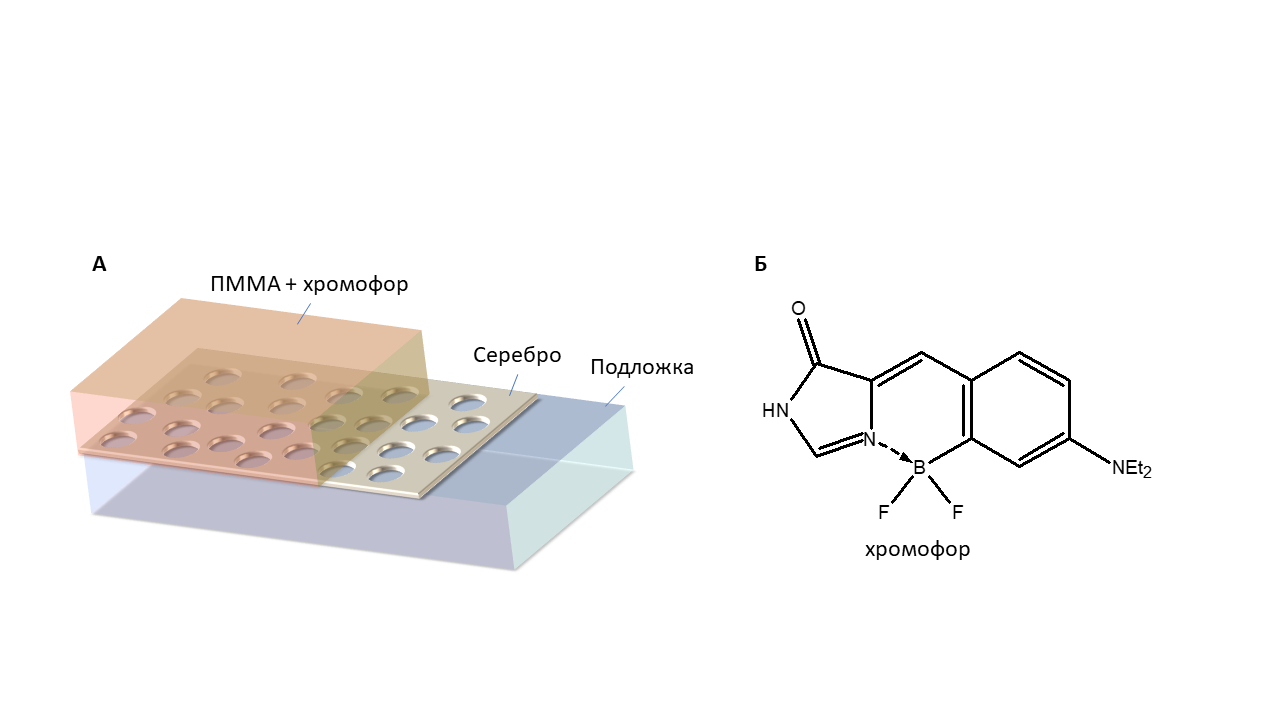 А
Б
ПММА + хромофор
Серебро
Подложка
O
HN
N
B
F
F
NEt₂
хромофор